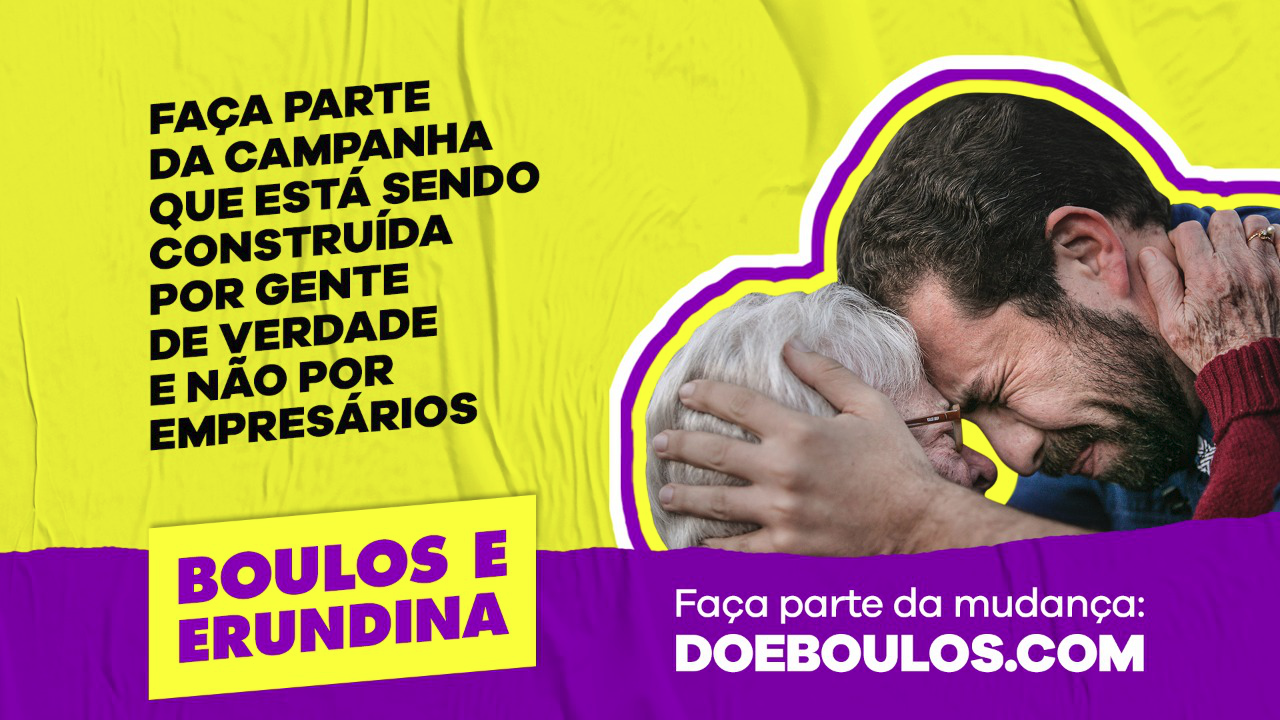 FAÇA PARTE
DA CAMPANHA
QUE ESTÁ SENDO
CONSTRUÍDA
POR GENTE
DE VERDADE
E NÃO POR
EMPRESÁRIOS
BOULOS E
ERUNDINA
Faça parte da mudança:
DOEBOULOS.COM